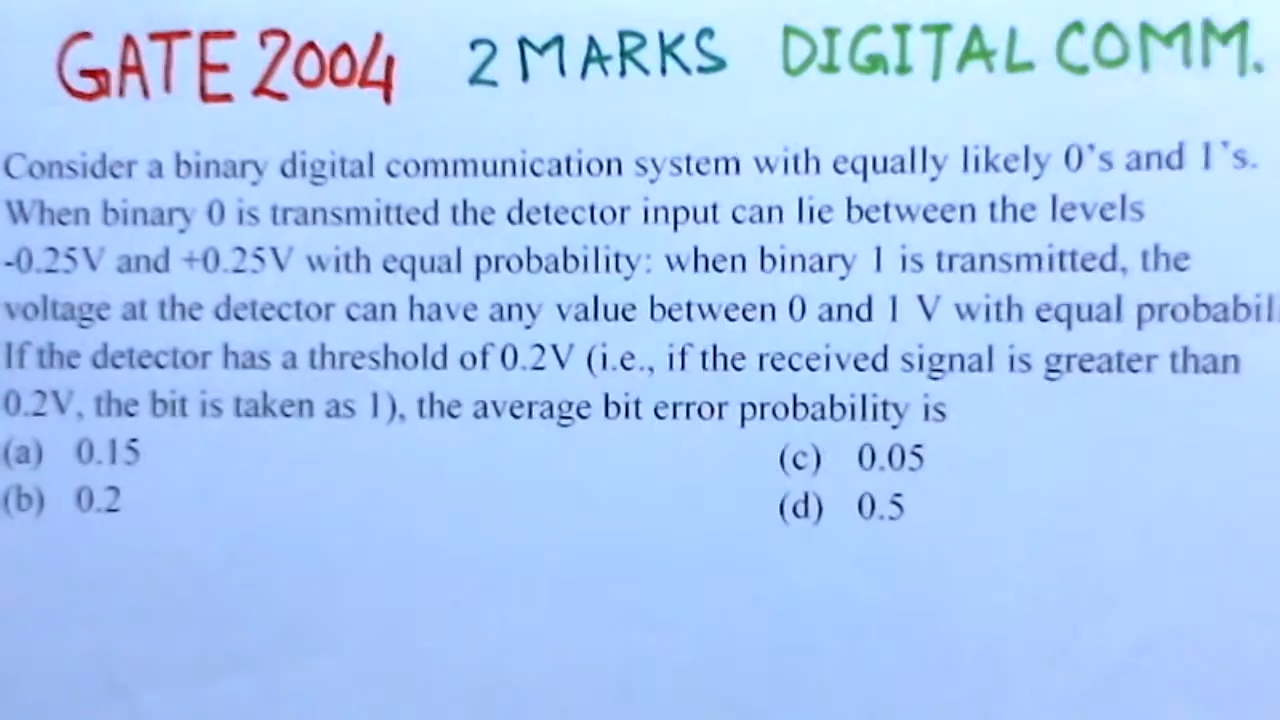 GATE 2004 2 MARKS DIGITAL COMM.
Consider a binary digital communication system with equally likely 0's and 1's.
When binary 0 is transmitted the detector input can lie between the levels
-0.25V and +0.25V with equal probability: when binary 1 is transmitted, the
voltage at the detector can have any value between 0 and 1 V with equal probabil
If the detector has a threshold of 0.2V (i.e., if the received signal is greater than
0.2V, the bit is taken as 1), the average bit error probability is
(a) 0.15 (c) 0.05
(b) 0.2 (d) 0.5